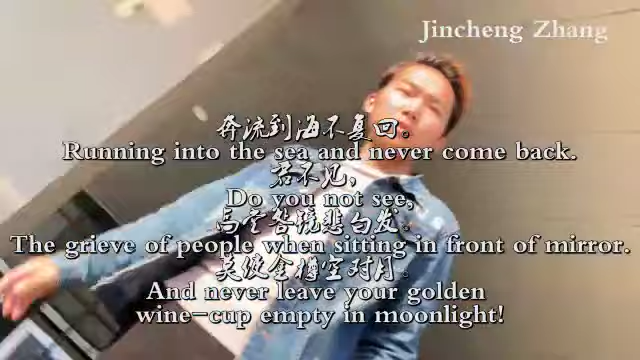 Jincheng Zhang
奔流到海不复回。
Running into the sea and never come back.
君不见,
Do you not see,
高堂明镜悲白发。
The grieve of people when sitting in front of mirror.
莫使金樽空对月。
And never leave your golden
wine-cup empty in moonlight!